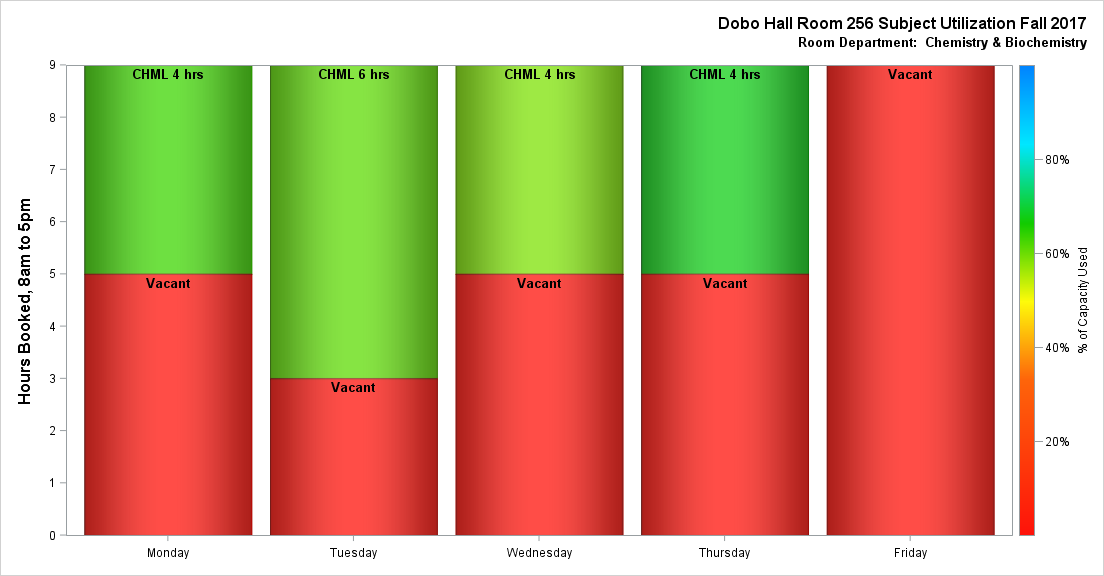 Dobo Hall Room 256 Subject Utilization Fall 2017
Room Department:  Chemistry & Biochemistry
Hours Booked, 8am to 5pm
9
8
7
6
5
4
3
2
1
0
CHML 4 hrs
CHML 6 hrs
CHML 4 hrs
CHML 4 hrs
Vacant
Vacant
Vacant
Vacant
Vacant
Monday
Tuesday
Wednesday
Thursday
Friday
80%
60%
40%
20%
% of Capacity Used